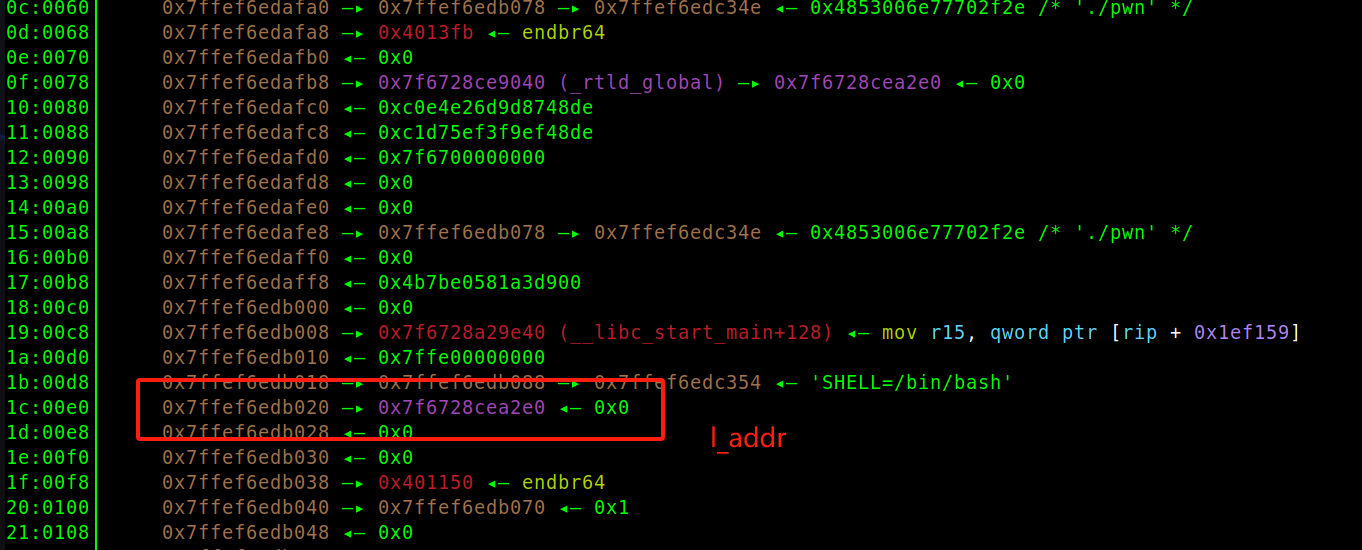 0c:0060 0x7ffef6edafa0 —▸ 0x7ffef6edb078 —▸ 0x7ffef6edc34e ◂— 0x4853006e77702f2e /* './pwn' */
0d:0068 0x7ffef6edafa8 —▸ 0x4013fb ◂— endbr64
0e:0070 0x7ffef6edafb0 ◂— 0x0
0f:0078 0x7ffef6edafb8 —▸ 0x7f6728ce9040 (_rtld_global) —▸ 0x7f6728cea2e0 ◂— 0x0
10:0080 0x7ffef6edafc0 ◂— 0xc0e4e26d9d8748de
11:0088 0x7ffef6edafc8 ◂— 0xc1d75ef3f9ef48de
12:0090 0x7ffef6edafd0 ◂— 0x7f6700000000
13:0098 0x7ffef6edafd8 ◂— 0x0
14:00a0 0x7ffef6edafe0 ◂— 0x0
15:00a8 0x7ffef6edafe8 —▸ 0x7ffef6edb078 —▸ 0x7ffef6edc34e ◂— 0x4853006e77702f2e /* './pwn' */
16:00b0 0x7ffef6edaff0 ◂— 0x0
17:00b8 0x7ffef6edaff8 ◂— 0x4b7be0581a3d900
18:00c0 0x7ffef6edb000 ◂— 0x0
19:00c8 0x7ffef6edb008 —▸ 0x7f6728a29e40 (__libc_start_main+128) ◂— mov r15, qword ptr [rip + 0x1ef159]
1a:00d0 0x7ffef6edb010 ◂— 0x7ffe00000000
1b:00d8 0x7ffef6edb018 —▸ 0x7ffef6edb088 —▸ 0x7ffef6edc354 ◂— 'SHELL=/bin/bash'
1c:00e0 0x7ffef6edb020 —▸ 0x7f6728cea2e0 ◂— 0x0
1d:00e8 0x7ffef6edb028 ◂— 0x0
l_addr
1e:00f0 0x7ffef6edb030 ◂— 0x0
1f:00f8 0x7ffef6edb038 —▸ 0x401150 ◂— endbr64
20:0100 0x7ffef6edb040 —▸ 0x7ffef6edb070 ◂— 0x1
21:0108 0x7ffef6edb048 ◂— 0x0